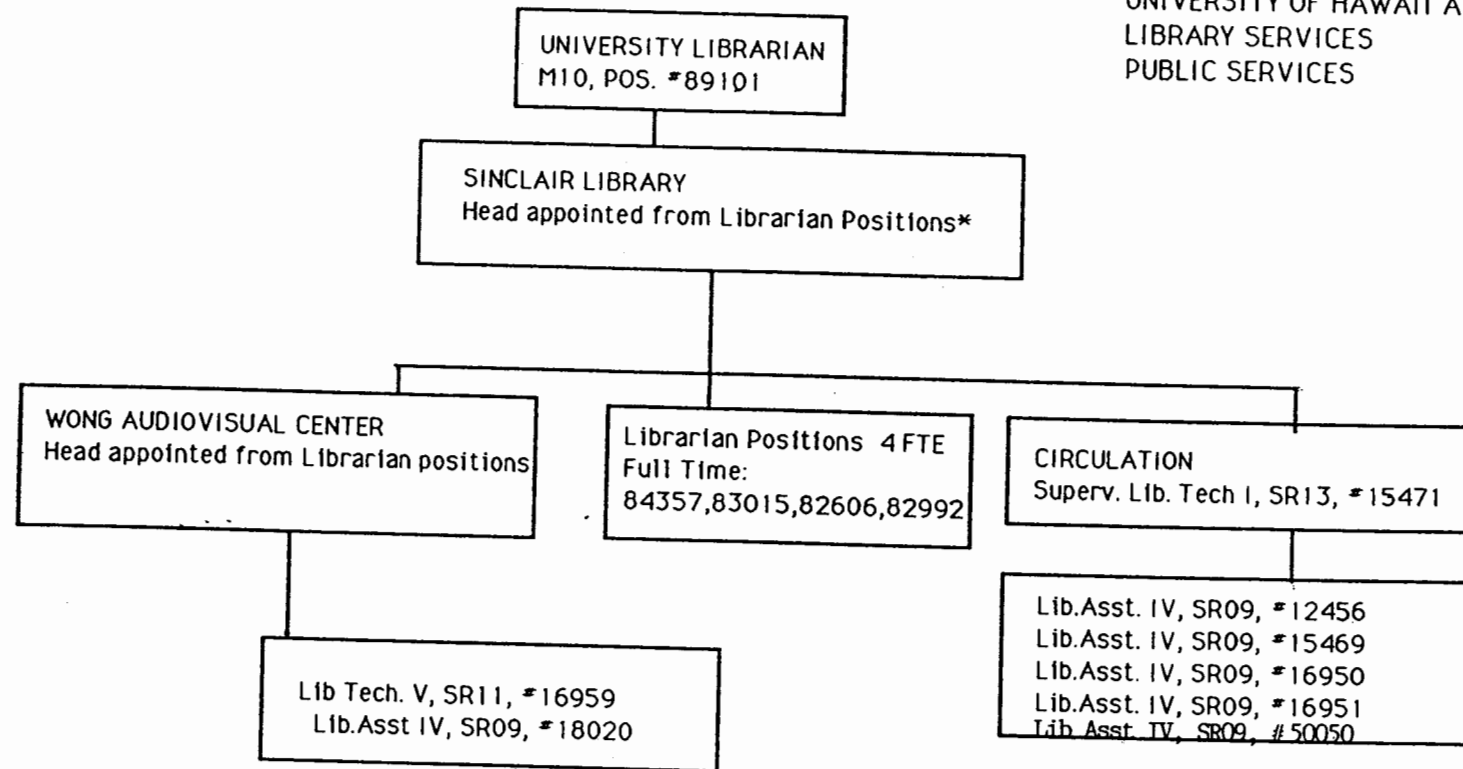 UNIVERSITY OF HAWAII A
LIBRARY SERVICES
PUBLIC SERVICES
UNIVERSITY LIBRARIAN
M10, POS. #89101
SINCLAIR LIBRARY
Head appointed from Librarian Positions*
WONG AUDIOVISUAL CENTER
Head appointed from Librarian positions
Librarian Positions 4 FTE
Full Time:
84357,83015,82606,82992
CIRCULATION
Superv. Lib. Tech I, SR13, #15471
Lib Tech. V, SR11, #16959
Lib.Asst IV, SR09, #18020
Lib.Asst. IV, SR09, #12456
Lib.Asst. IV, SR09, #15469
Lib.Asst. IV, SR09, #16950
Lib.Asst. IV, SR09, #16951
Lib Asst IV, SR09, #50050